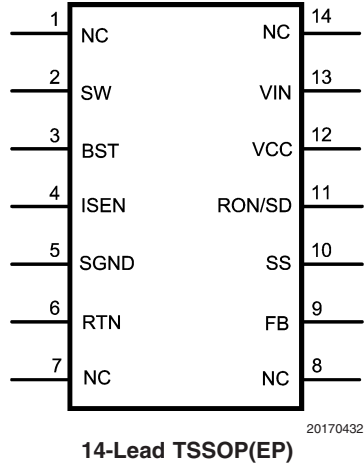 1 NC NC 14
2 SW VIN 13
3 BST VCC 12
4 ISEN RON/SD 11
5 SGND SS 10
6 RTN FB 9
7 NC NC 8
20170432
14-Lead TSSOP(EP)